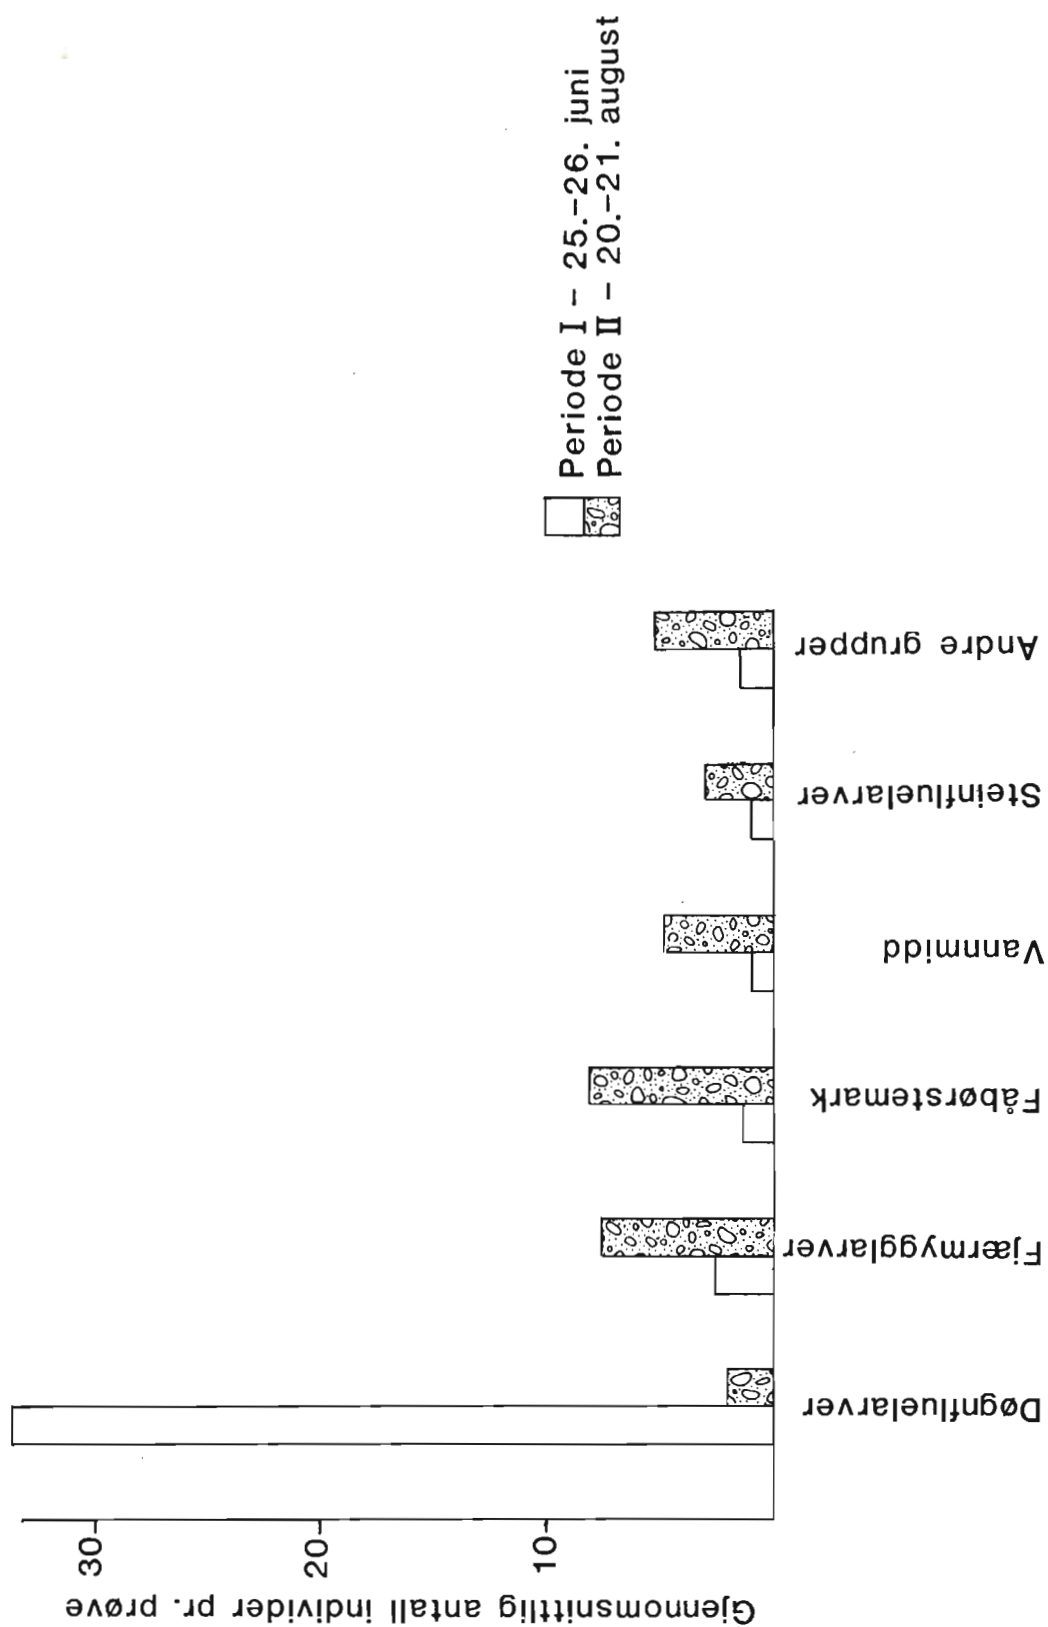 Gjennomsnittlig antall individer pr. prøve
30
20
10
Døgnfluelarver
Fjærmygglarver
Fåbørstemark
Vannmidd
Steinfluelarver
Andre grupper
Periode I – 25.–26. juni
Periode II – 20.–21. august